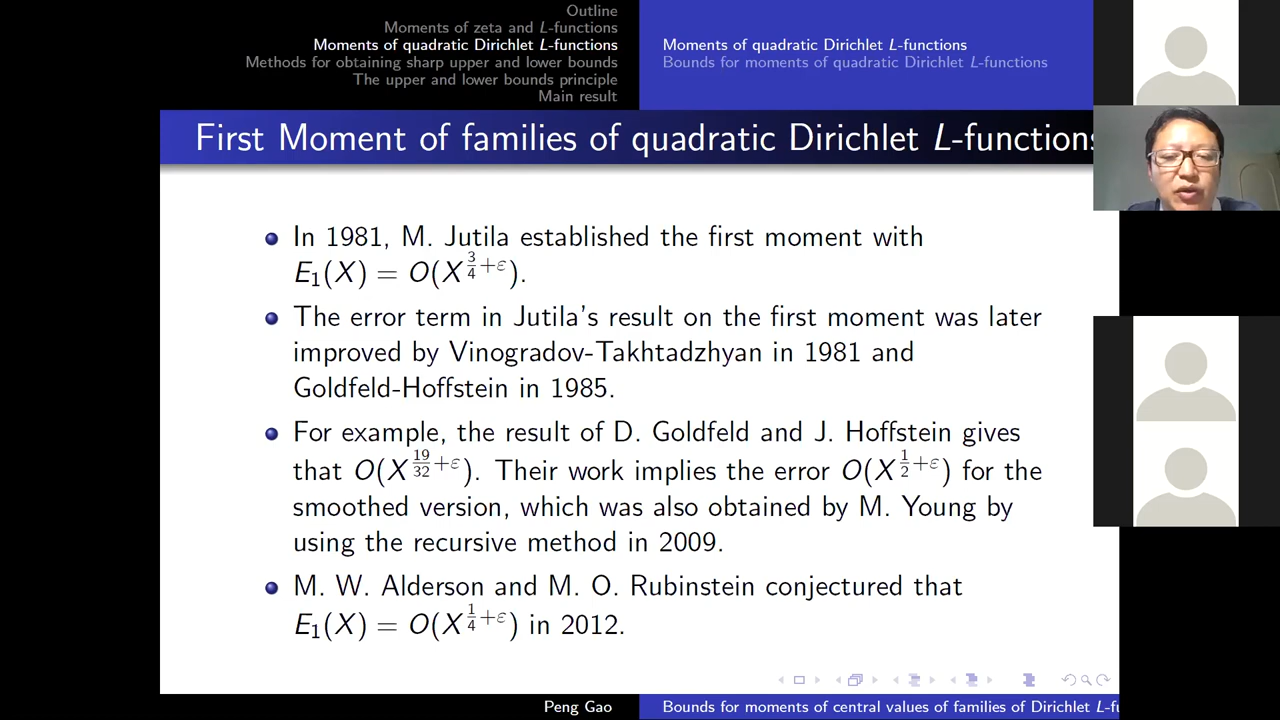 Outline
Moments of zeta and L-functions
Moments of quadratic Dirichlet L-functions
Methods for obtaining sharp upper and lower bounds
The upper and lower bounds principle
Main result
Moments of quadratic Dirichlet L-functions
Bounds for moments of quadratic Dirichlet L-functions
First Moment of families of quadratic Dirichlet L-functions
In 1981, M. Jutila established the first moment with
E₁(X) = O(X^{3/4+ε}).
The error term in Jutila's result on the first moment was later
improved by Vinogradov-Takhtadzhyan in 1981 and
Goldfeld-Hoffstein in 1985.
For example, the result of D. Goldfeld and J. Hoffstein gives
that O(X^{19/32+ε}). Their work implies the error O(X^{1/2+ε}) for the
smoothed version, which was also obtained by M. Young by
using the recursive method in 2009.
M. W. Alderson and M. O. Rubinstein conjectured that
E₁(X) = O(X^{1/4+ε}) in 2012.
Peng Gao
Bounds for moments of central values of families of Dirichlet L-fu